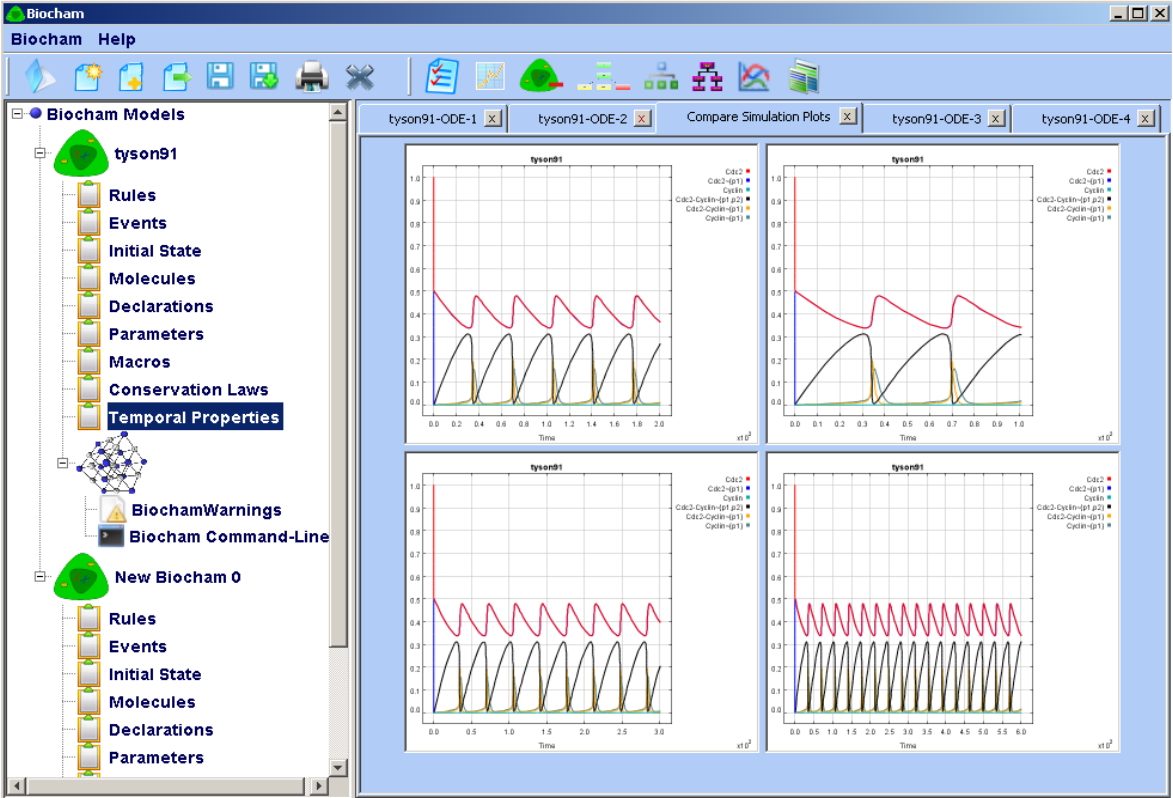 Biocham
Biocham Help
Biocham Models
tyson91
Rules
Events
Initial State
Molecules
Declarations
Parameters
Macros
Conservation Laws
Temporal Properties
BiochamWarnings
Biocham Command-Line
New Biocham 0
Rules
Events
Initial State
Molecules
Declarations
Parameters
tyson91-ODE-1 x tyson91-ODE-2 x Compare Simulation Plots x tyson91-ODE-3 x tyson91-ODE-4 x
tyson91
Cdc2
Cdc2~{p1}
Cyclin
Cdc2-Cyclin~{p1,p2}
Cdc2-Cyclin~{p1}
Cyclin~{p1}
1.0
0.9
0.8
0.7
0.6
0.5
0.4
0.3
0.2
0.1
0.0
0.0 0.2 0.4 0.6 0.8 1.0 1.2 1.4 1.6 1.8 2.0
Time
x10³
tyson91
Cdc2
Cdc2~{p1}
Cyclin
Cdc2-Cyclin~{p1,p2}
Cdc2-Cyclin~{p1}
Cyclin~{p1}
1.0
0.9
0.8
0.7
0.6
0.5
0.4
0.3
0.2
0.1
0.0
0.0 0.1 0.2 0.3 0.4 0.5 0.6 0.7 0.8 0.9 1.0
Time
x10³
tyson91
Cdc2
Cdc2~{p1}
Cyclin
Cdc2-Cyclin~{p1,p2}
Cdc2-Cyclin~{p1}
Cyclin~{p1}
1.0
0.9
0.8
0.7
0.6
0.5
0.4
0.3
0.2
0.1
0.0
0.0 0.5 1.0 1.5 2.0 2.5 3.0
Time
x10³
tyson91
Cdc2
Cdc2~{p1}
Cyclin
Cdc2-Cyclin~{p1,p2}
Cdc2-Cyclin~{p1}
Cyclin~{p1}
1.0
0.9
0.8
0.7
0.6
0.5
0.4
0.3
0.2
0.1
0.0
0.0 0.5 1.0 1.5 2.0 2.5 3.0 3.5 4.0 4.5 5.0 5.5 6.0
Time
x10³